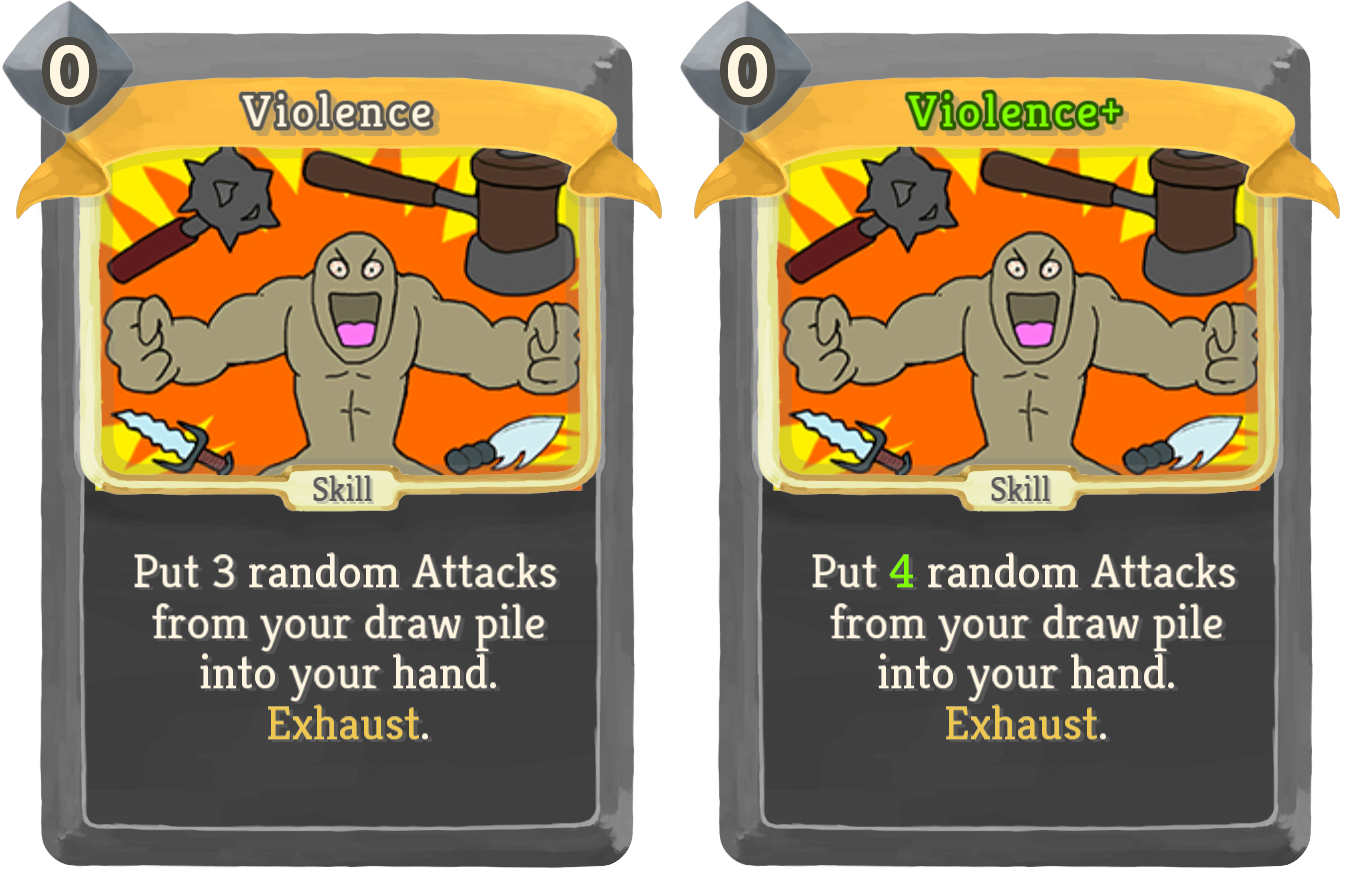 0
Violence
Skill
Put 3 random Attacks
from your draw pile
into your hand.
Exhaust.
0
Violence+
Skill
Put 4 random Attacks
from your draw pile
into your hand.
Exhaust.